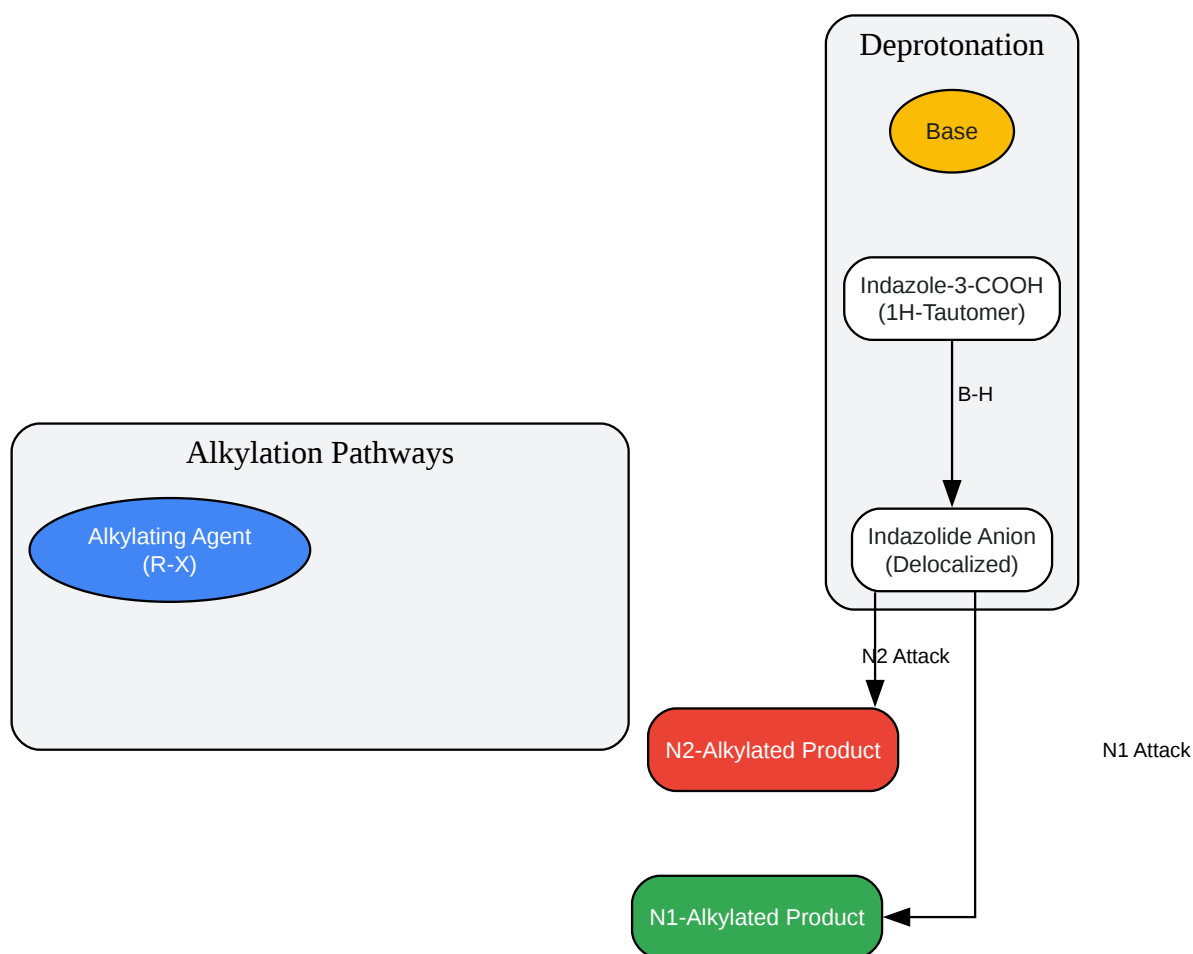 Deprotonation
Base
Indazole-3-COOH
(1H-Tautomer)
B-H
Alkylation Pathways
Alkylating Agent
(R-X)
Indazolide Anion
(Delocalized)
N2 Attack
N2-Alkylated Product
N1 Attack
N1-Alkylated Product